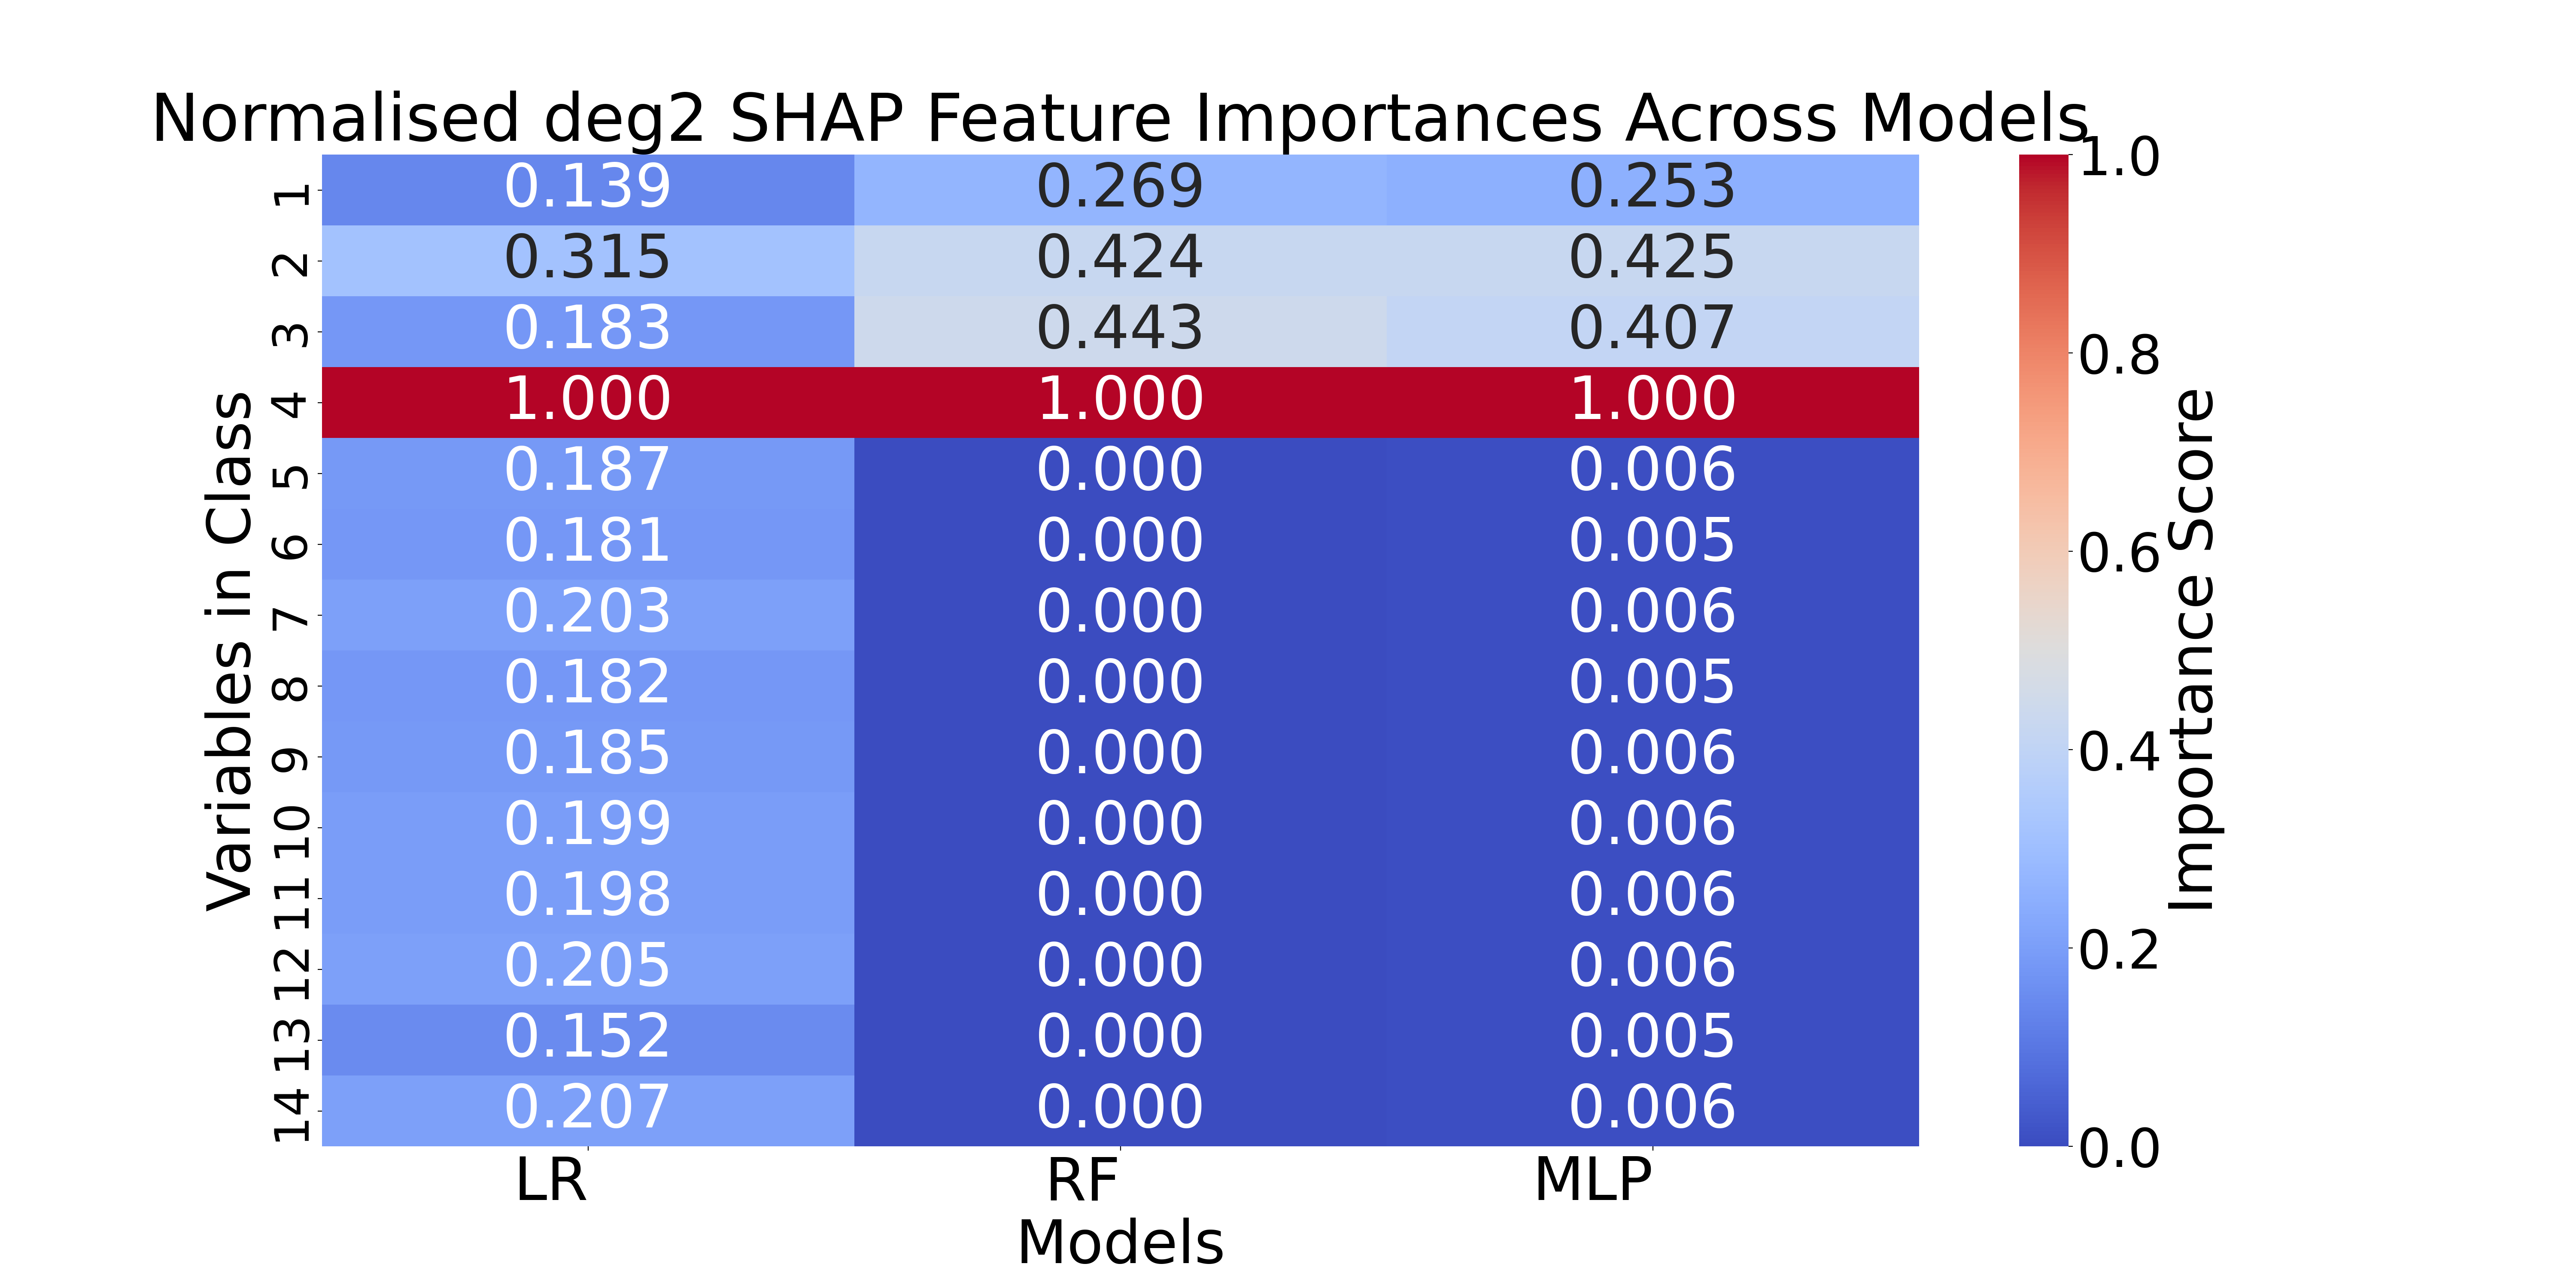 Normalised deg2 SHAP Feature Importances Across Models
Variables in Class
1 0.139 0.269 0.253
2 0.315 0.424 0.425
3 0.183 0.443 0.407
4 1.000 1.000 1.000
5 0.187 0.000 0.006
6 0.181 0.000 0.005
7 0.203 0.000 0.006
8 0.182 0.000 0.005
9 0.185 0.000 0.006
10 0.199 0.000 0.006
11 0.198 0.000 0.006
12 0.205 0.000 0.006
13 0.152 0.000 0.005
14 0.207 0.000 0.006
LR RF MLP
Models
1.0
0.8
0.6
0.4
0.2
0.0
Importance Score